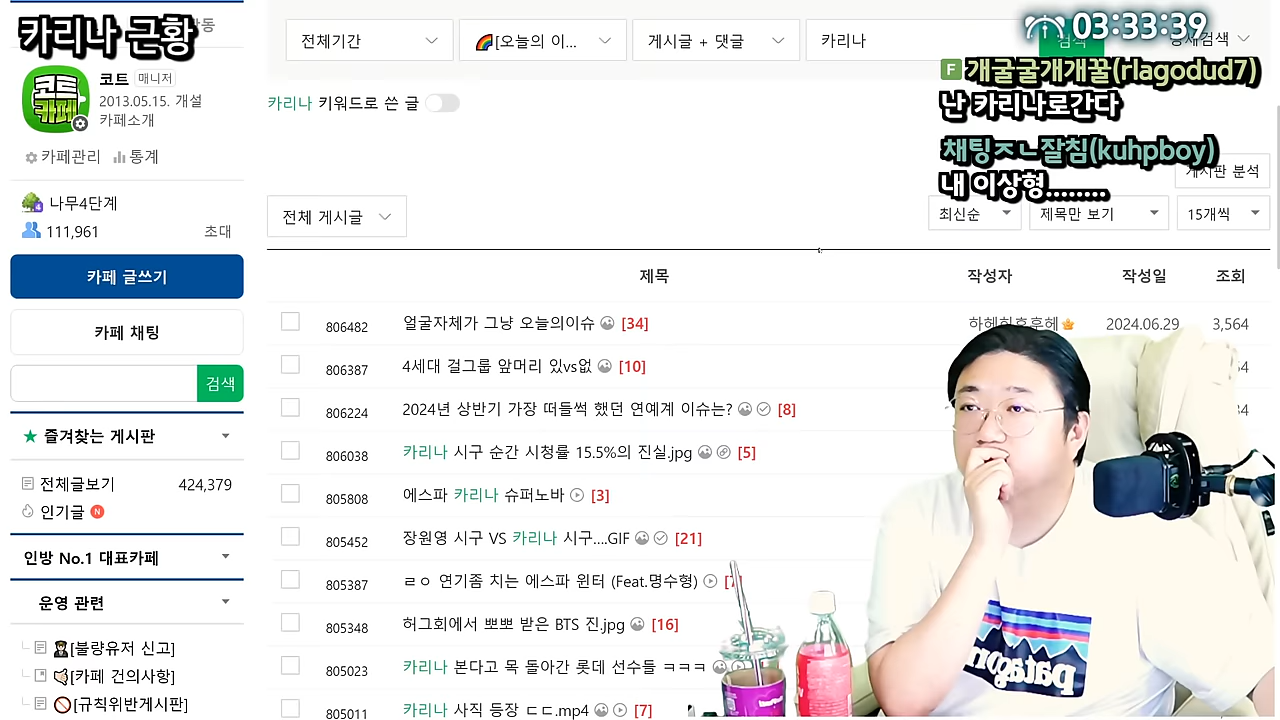 카리나 근황
동
코트 매니저
2013.05.15. 개설
카페소개
카페관리 통계
나무4단계
111,961 초대
카페 글쓰기
카페 채팅
검색
즐겨찾는 게시판
전체글보기 424,379
인기글 N
인방 No.1 대표카페
운영 관련
[불량유저 신고]
[카페 건의사항]
[규칙위반게시판]
전체기간 [오늘의 이... 게시글 + 댓글 카리나 검색
03:33:39
카리나 키워드로 쓴 글
F 개굴굴개개꿀(rlagodud7)
난 카리나로간다
채팅ㅈㄴ잘침(kuhpboy)
내 이상형........
게시판 분석
전체 게시글 최신순 제목만 보기 15개씩
제목 작성자 작성일 조회
806482 얼굴자체가 그냥 오늘의이슈 [34] 2024.06.29 3,564
806387 4세대 걸그룹 앞머리 있vs없 [10]
806224 2024년 상반기 가장 떠들썩 했던 연예계 이슈는? [8]
806038 카리나 시구 순간 시청률 15.5%의 진실.jpg [5]
805808 에스파 카리나 슈퍼노바 [3]
805452 장원영 시구 VS 카리나 시구....GIF [21]
805387 ㄹㅇ 연기좀 치는 에스파 윈터 (Feat.명수형)
허그회에서 뽀뽀 받은 BTS 진.jpg [16]
805023 카리나 본다고 목 돌아간 롯데 선수들 ㅋㅋㅋ
805011 카리나 사직 등장 ㄷㄷ.mp4 [7]
patagonia